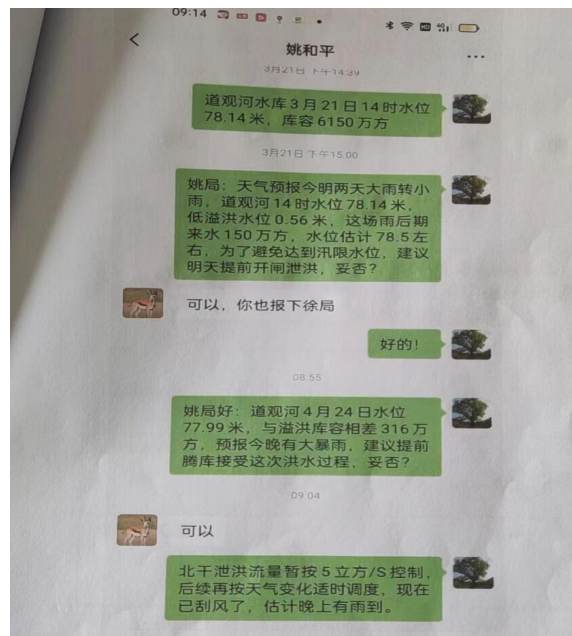 09:14
姚和平
3月21日 下午14:39
道观河水库3月21日14时水位
78.14米，库容6150万方
3月21日 下午15:00
姚局：天气预报今明两天大雨转小
雨，道观河14时水位78.14米，
低溢洪水位0.56米，这场雨后期
来水150万方，水位估计78.5左
右，为了避免达到汛限水位，建议
明天提前开闸泄洪，妥否？
可以，你也报下徐局
好的！
08:55
姚局好：道观河4月24日水位
77.99米，与溢洪库容相差316万
方，预报今晚有大暴雨，建议提前
腾库接受这次洪水过程，妥否？
09:04
可以
北干泄洪流量暂按5立方/S控制，
后续再按天气变化适时调度，现在
已刮风了，估计晚上有雨到。